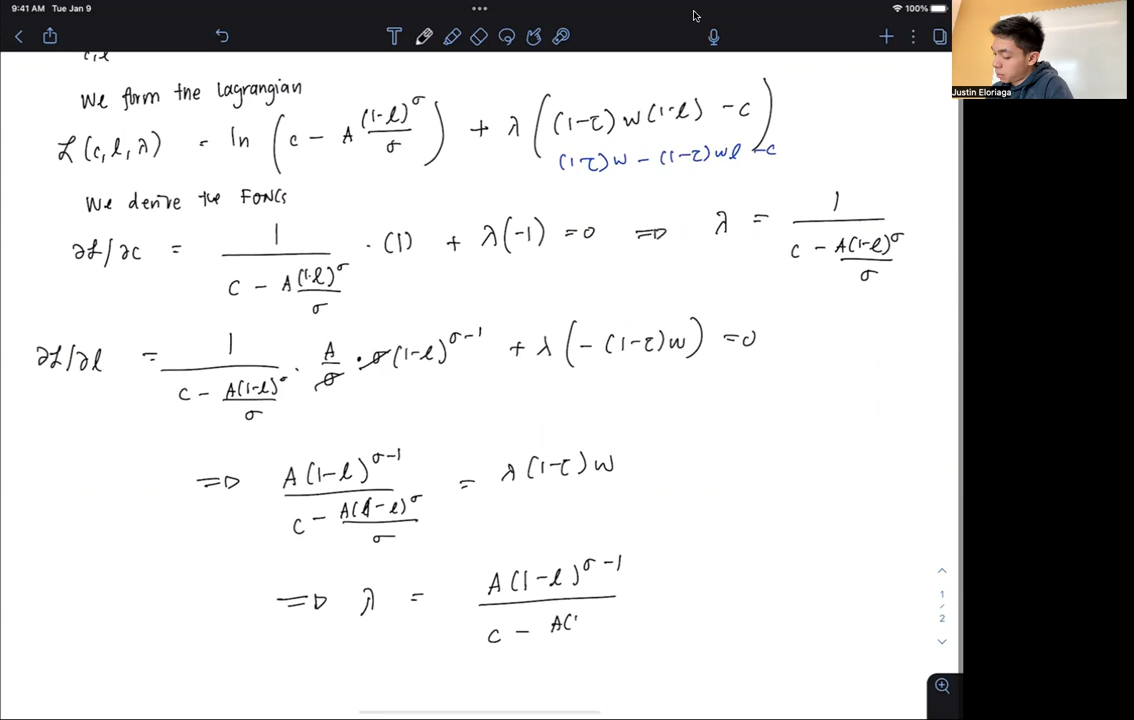 9:41 AM Tue Jan 9
100%
c, l
We form the Lagrangian
ℒ(c, l, λ) = ln (c - A (1-l)^σ / σ) + λ ((1-τ) w (1-l) - c)
(1-τ)w - (1-τ)wl - c
We derive the FONCs
∂ℒ/∂c = 1 / (c - A(1-l)^σ / σ) · (1) + λ(-1) = 0 ⟹ λ = 1 / (c - A(1-l)^σ / σ)
∂ℒ/∂l = 1 / (c - A(1-l)^σ / σ) · A/σ · σ(1-l)^(σ-1) + λ (-(1-τ)w) = 0
⟹ A(1-l)^(σ-1) / (c - A(1-l)^σ / σ) = λ(1-τ)w
⟹ λ = A(1-l)^(σ-1) / (c - A(
1
/
2
Justin Eloriaga